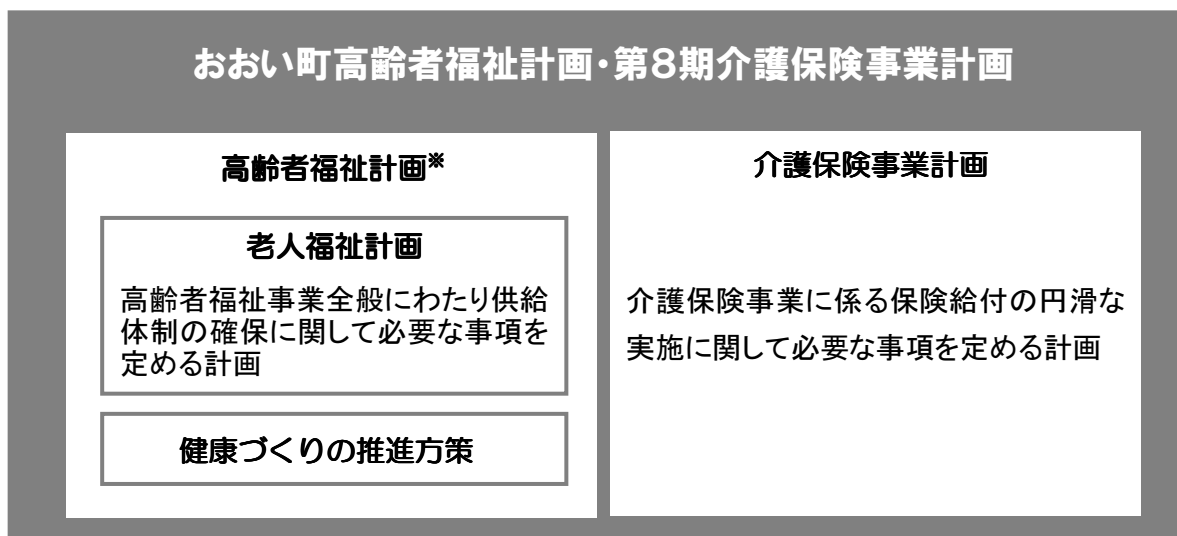 おおい町高齢者福祉計画・第８期介護保険事業計画
高齢者福祉計画※
老人福祉計画
高齢者福祉事業全般にわたり供給
体制の確保に関して必要な事項を
定める計画
健康づくりの推進方策
介護保険事業計画
介護保険事業に係る保険給付の円滑な
実施に関して必要な事項を定める計画